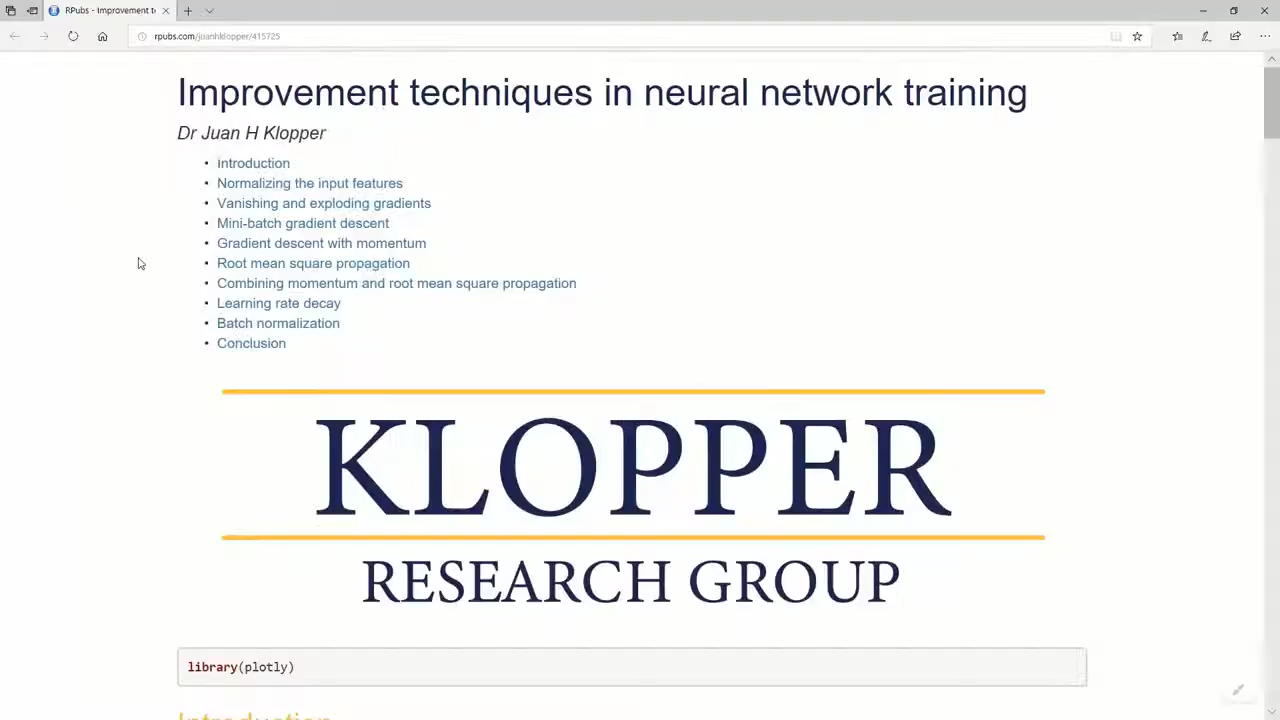 RPubs - Improvement te
rpubs.com/juanhklopper/415725
Improvement techniques in neural network training
Dr Juan H Klopper
Introduction
Normalizing the input features
Vanishing and exploding gradients
Mini-batch gradient descent
Gradient descent with momentum
Root mean square propagation
Combining momentum and root mean square propagation
Learning rate decay
Batch normalization
Conclusion
KLOPPER
RESEARCH GROUP
library(plotly)
Introduction